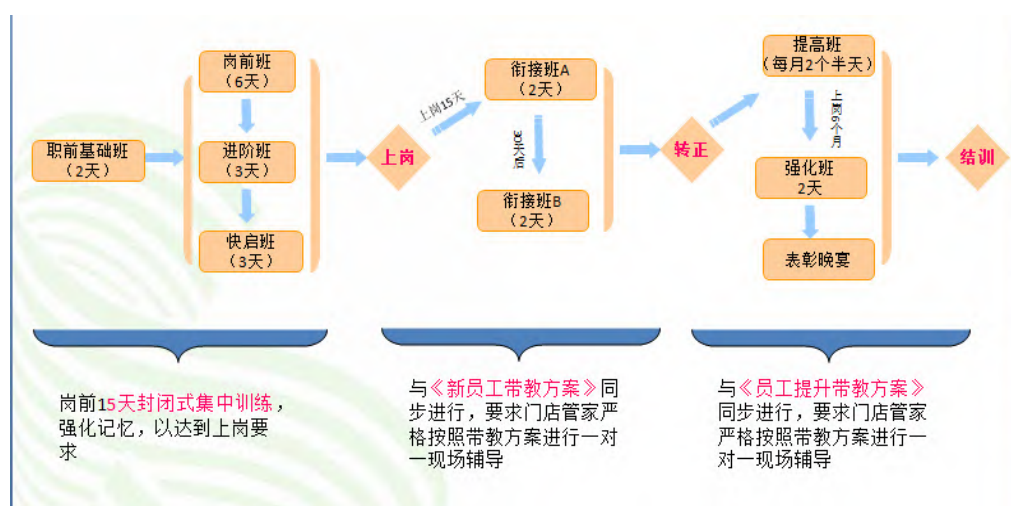 职前基础班
（2天）
岗前班
（6天）
进阶班
（3天）
快启班
（3天）
上岗
上岗15天
衔接班A
（2天）
30天后
衔接班B
（2天）
转正
提高班
（每月2个半天）
上岗6个月
强化班
2天
表彰晚宴
结训
岗前15天封闭式集中训练，
强化记忆，以达到上岗要
求
与《新员工带教方案》同
步进行，要求门店管家严
格按照带教方案进行一对
一现场辅导
与《员工提升带教方案》
同步进行，要求门店管家
严格按照带教方案进行一
对一现场辅导